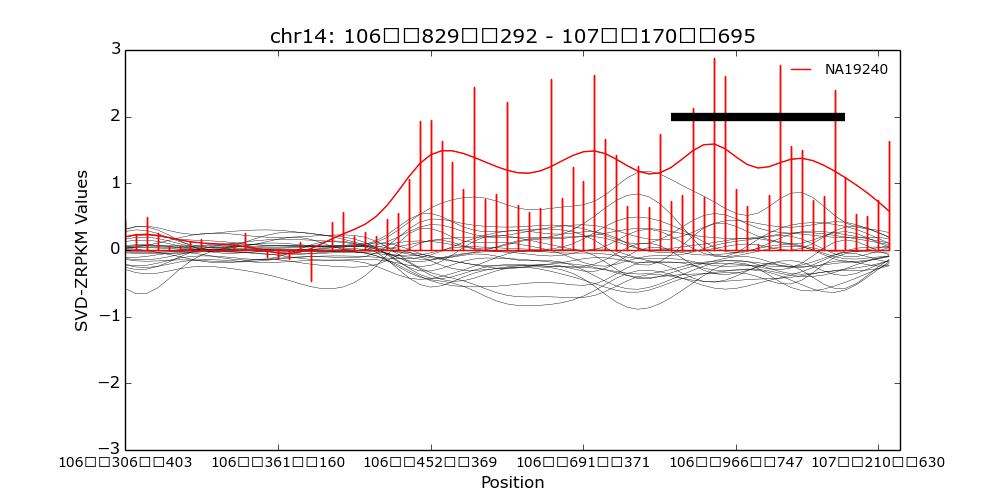 chr14: 106□□829□□292 - 107□□170□□695
NA19240
3
2
1
0
−1
−2
−3
SVD-ZRPKM Values
106□□306□□403 106□□361□□160 106□□452□□369 106□□691□□371 106□□966□□747 107□□210□□630
Position